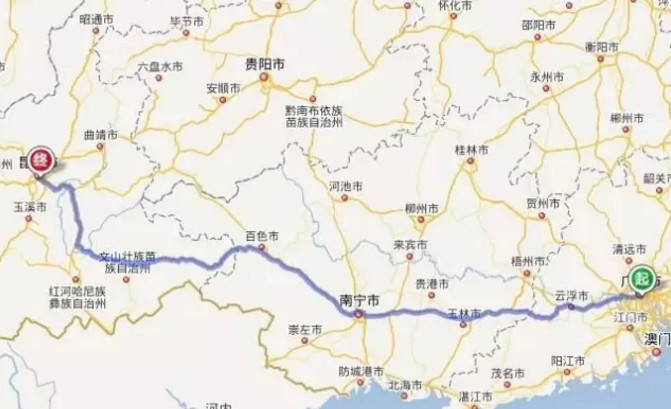 昭通市
毕节市
怀化市
邵阳市
衡阳市
六盘水市
贵阳市
安顺市
永州市
黔南布依族
苗族自治州
郴州市
曲靖市
桂林市
终
韶关
玉溪市
河池市
柳州市
贺州市
百色市
来宾市
清远市
文山壮族苗
族自治州
梧州市
起
红河哈尼族
彝族自治州
贵港市
南宁市
玉林市
云浮市
江门市
崇左市
澳门
防城港市
北海市
茂名市
阳江市
湛江市
河内